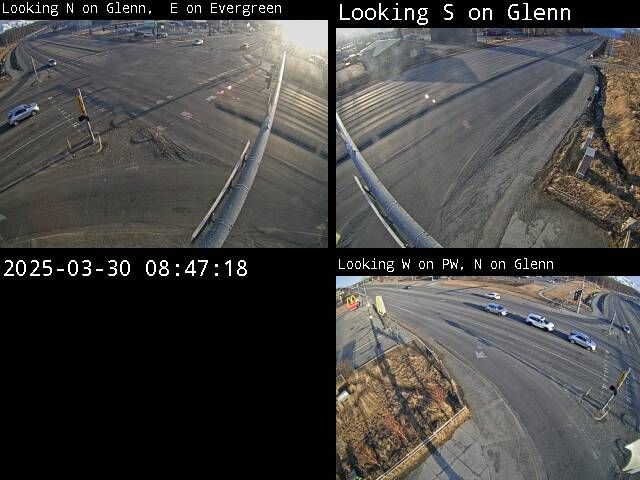 Looking N on Glenn,  E on Evergreen
Looking S on Glenn
2025-03-30 08:47:18
Looking W on PW, N on Glenn